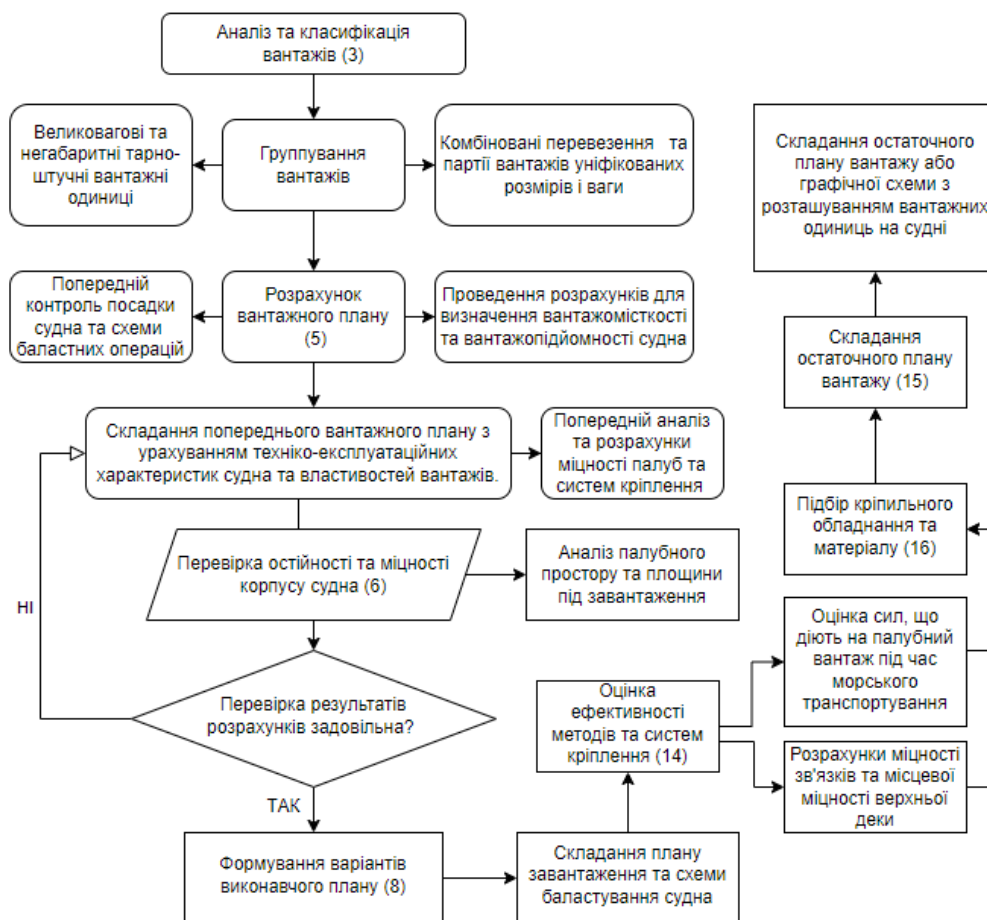 Аналіз та класифікація
вантажів (3)
Великовагові та
негабаритні тарно-
штучні вантажні
одиниці
Группування
вантажів
Комбіновані перевезення та
партії вантажів уніфікованих
розмірів і ваги
Попередній
контроль посадки
судна та схеми
баластних операцій
Розрахунок
вантажного плану
(5)
Проведення розрахунків для
визначення вантажомісткості
та вантажопідйомності судна
Складання попереднього вантажного плану з
урахуванням техніко-експлуатаційних
характеристик судна та властивостей вантажів.
Попередній аналіз
та розрахунки
міцності палуб та
систем кріплення
Перевірка остійності та міцності
корпусу судна (6)
Аналіз палубного
простору та площини
під завантаження
НІ
Перевірка результатів
розрахунків задовільна?
ТАК
Формування варіантів
виконавчого плану (8)
Складання плану
завантаження та схеми
баластування судна
Оцінка
ефективності
методів та систем
кріплення (14)
Оцінка сил, що
діють на палубний
вантаж під час
морського
транспортування
Розрахунки міцності
зв'язків та місцевої
міцності верхньої
деки
Підбір кріпильного
обладнання та
матеріалу (16)
Складання
остаточного плану
вантажу (15)
Складання остаточного
плану вантажу або
графічної схеми з
розташуванням вантажних
одиниць на судні